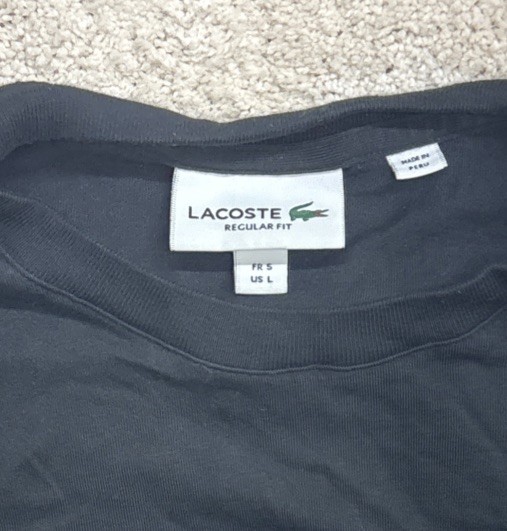 LACOSTE
REGULAR FIT
FR 5
US L
MADE IN
PERU